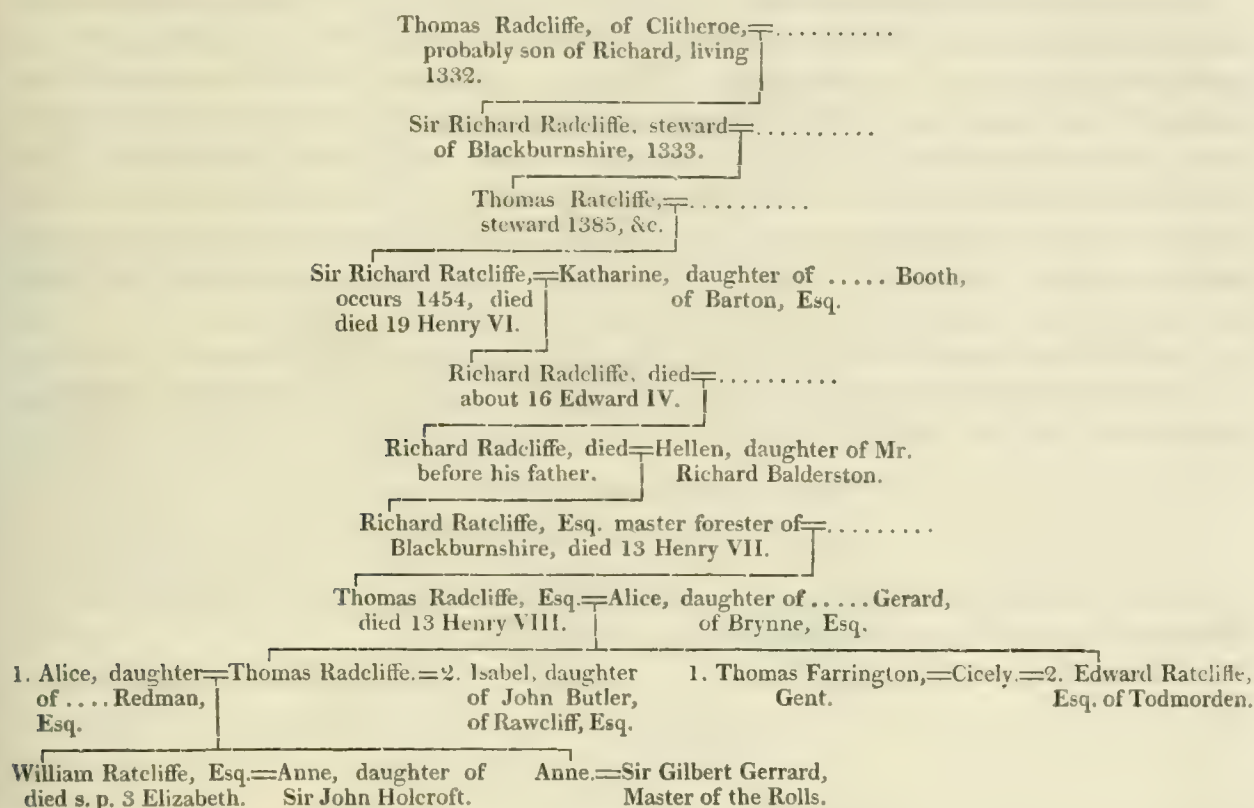 Thomas Radcliffe, of Clitheroe,=..........
probably son of Richard, living
1332.
Sir Richard Radcliffe, steward=..........
of Blackburnshire, 1333.
Thomas Ratcliffe,=..........
steward 1385, &c.
Sir Richard Ratcliffe,=Katharine, daughter of ..... Booth,
occurs 1454, died of Barton, Esq.
died 19 Henry VI.
Richard Radcliffe, died=..........
about 16 Edward IV.
Richard Radcliffe, died=Hellen, daughter of Mr.
before his father. Richard Balderston.
Richard Ratcliffe, Esq. master forester of=.........
Blackburnshire, died 13 Henry VII.
Thomas Radcliffe, Esq.=Alice, daughter of .....Gerard,
died 13 Henry VIII. of Brynne, Esq.
1. Alice, daughter=Thomas Radcliffe.=2. Isabel, daughter 1. Thomas Farrington,=Cicely.=2. Edward Ratcliffe,
of ....Redman, of John Butler, Gent. Esq. of Todmorden.
Esq. of Rawcliff, Esq.
William Ratcliffe, Esq.=Anne, daughter of Anne.=Sir Gilbert Gerrard,
died s. p. 3 Elizabeth. Sir John Holcroft. Master of the Rolls.